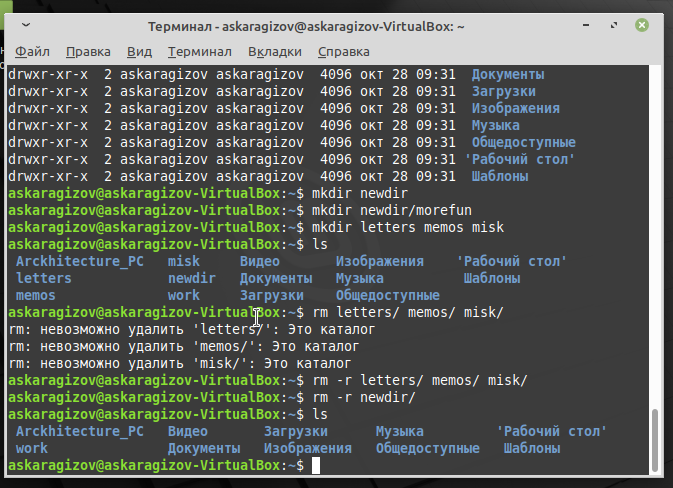 Терминал - askaragizov@askaragizov-VirtualBox: ~
Файл Правка Вид Терминал Вкладки Справка
drwxr-xr-x 2 askaragizov askaragizov 4096 окт 28 09:31 Документы
drwxr-xr-x 2 askaragizov askaragizov 4096 окт 28 09:31 Загрузки
drwxr-xr-x 2 askaragizov askaragizov 4096 окт 28 09:31 Изображения
drwxr-xr-x 2 askaragizov askaragizov 4096 окт 28 09:31 Музыка
drwxr-xr-x 2 askaragizov askaragizov 4096 окт 28 09:31 Общедоступные
drwxr-xr-x 2 askaragizov askaragizov 4096 окт 28 09:31 'Рабочий стол'
drwxr-xr-x 2 askaragizov askaragizov 4096 окт 28 09:31 Шаблоны
askaragizov@askaragizov-VirtualBox:~$ mkdir newdir
askaragizov@askaragizov-VirtualBox:~$ mkdir newdir/morefun
askaragizov@askaragizov-VirtualBox:~$ mkdir letters memos misk
askaragizov@askaragizov-VirtualBox:~$ ls
Arckhitecture_PC misk Видео Изображения 'Рабочий стол'
letters newdir Документы Музыка Шаблоны
memos work Загрузки Общедоступные
askaragizov@askaragizov-VirtualBox:~$ rm letters/ memos/ misk/
rm: невозможно удалить 'letters/': Это каталог
rm: невозможно удалить 'memos/': Это каталог
rm: невозможно удалить 'misk/': Это каталог
askaragizov@askaragizov-VirtualBox:~$ rm -r letters/ memos/ misk/
askaragizov@askaragizov-VirtualBox:~$ rm -r newdir/
askaragizov@askaragizov-VirtualBox:~$ ls
Arckhitecture_PC Видео Загрузки Музыка 'Рабочий стол'
work Документы Изображения Общедоступные Шаблоны
askaragizov@askaragizov-VirtualBox:~$